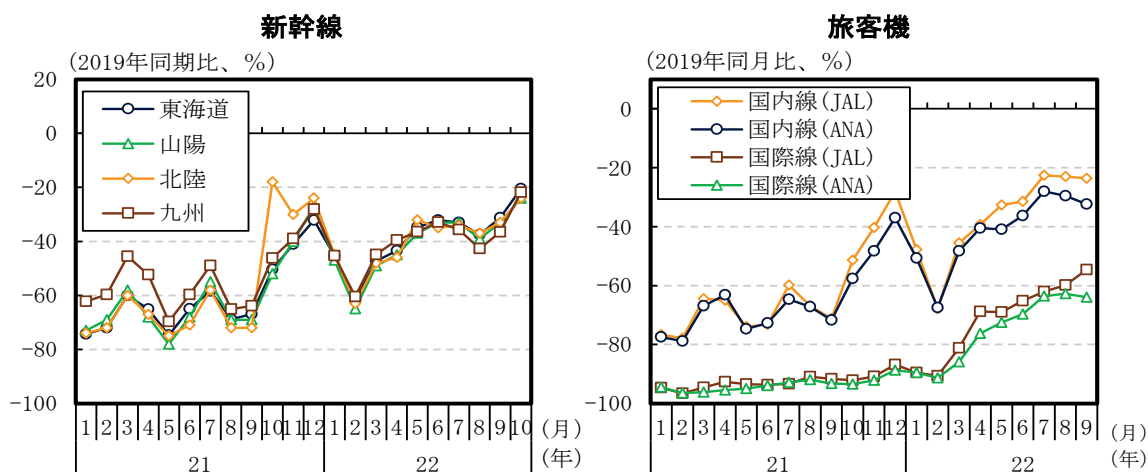 新幹線
(2019年同期比、%)
20
0
-20
-40
-60
-80
-100
東海道
山陽
北陸
九州
1 2 3 4 5 6 7 8 9 10 11 12 1 2 3 4 5 6 7 8 9 10 (月)
21 22 (年)
旅客機
(2019年同月比、%)
0
-20
-40
-60
-80
-100
国内線(JAL)
国内線(ANA)
国際線(JAL)
国際線(ANA)
1 2 3 4 5 6 7 8 9 10 11 12 1 2 3 4 5 6 7 8 9 (月)
21 22 (年)